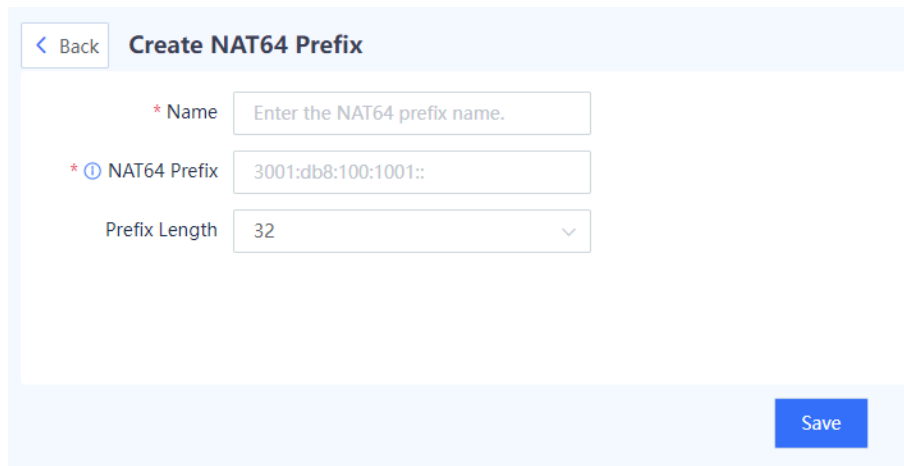 Back Create NAT64 Prefix
* Name Enter the NAT64 prefix name.
* NAT64 Prefix 3001:db8:100:1001::
Prefix Length 32
Save